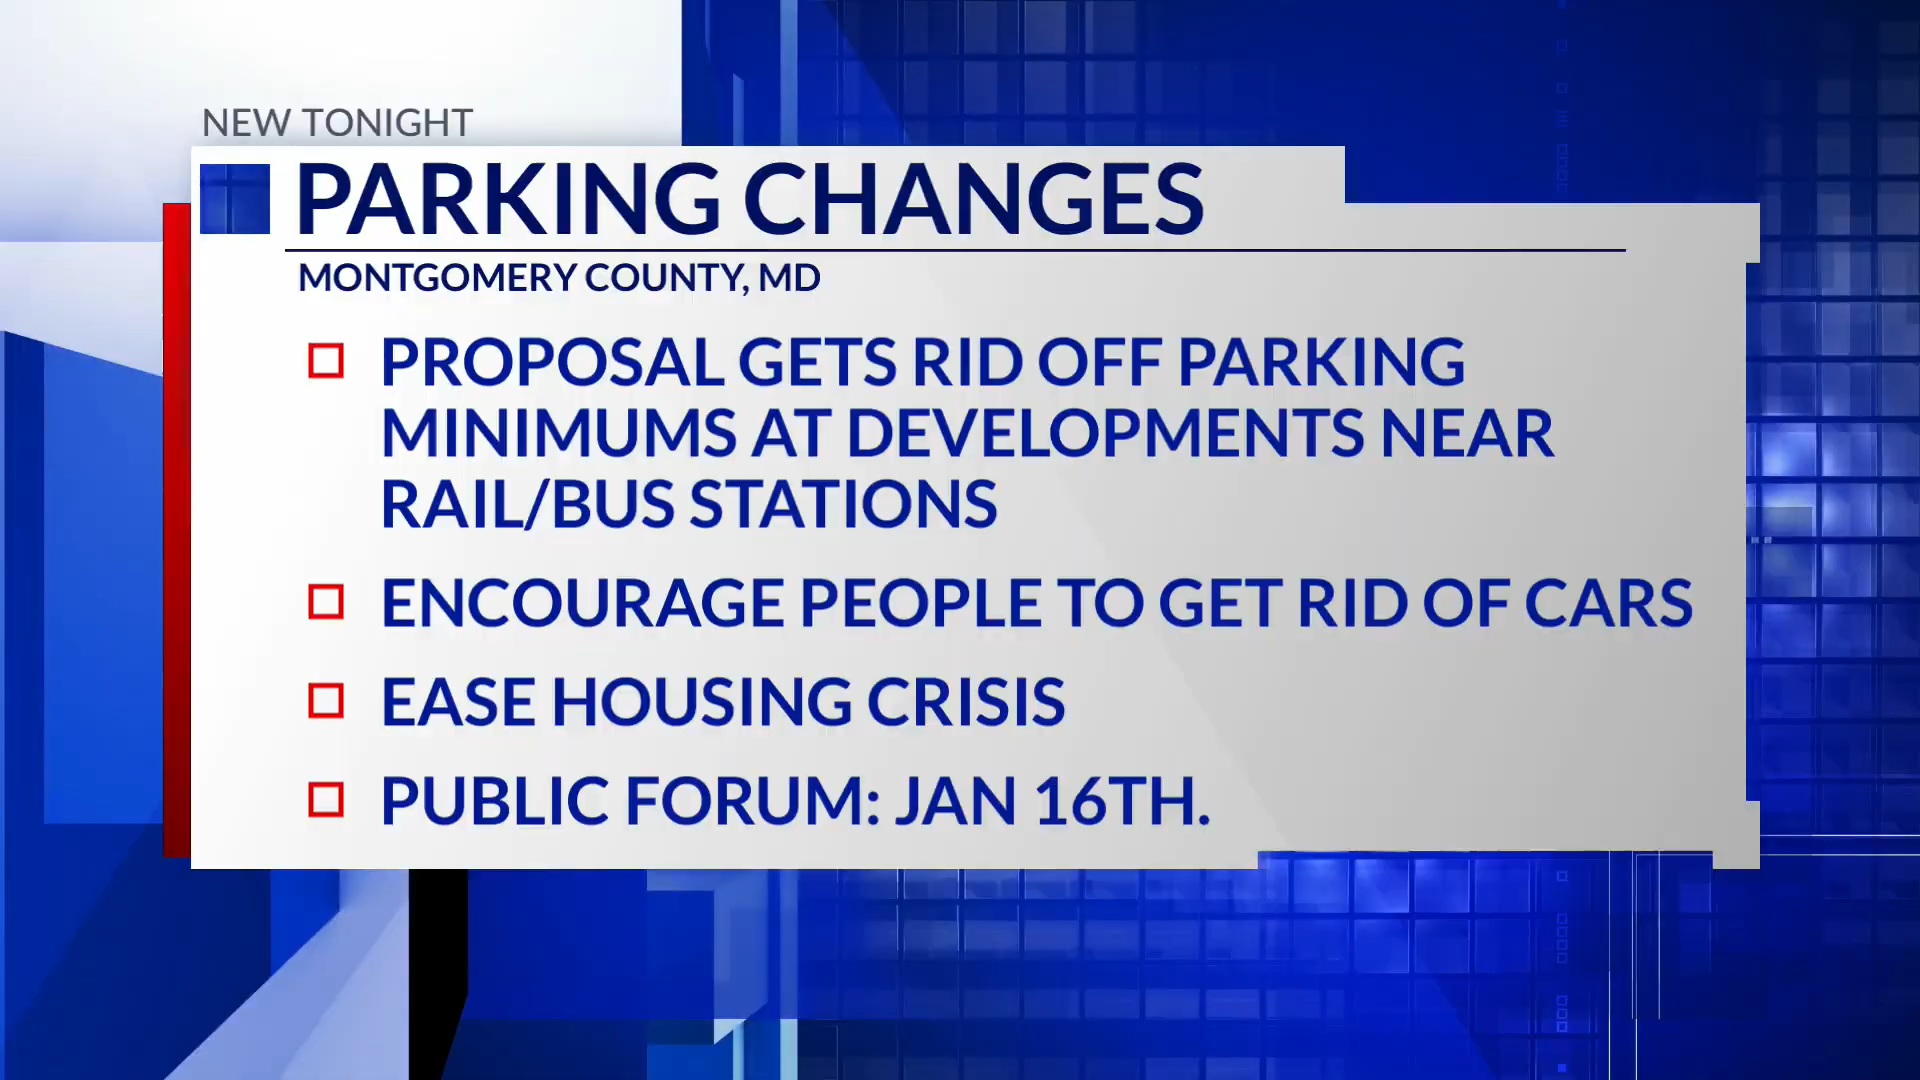 NEW TONIGHT
PARKING CHANGES
MONTGOMERY COUNTY, MD
PROPOSAL GETS RID OFF PARKING
MINIMUMS AT DEVELOPMENTS NEAR
RAIL/BUS STATIONS
ENCOURAGE PEOPLE TO GET RID OF CARS
EASE HOUSING CRISIS
PUBLIC FORUM: JAN 16TH.